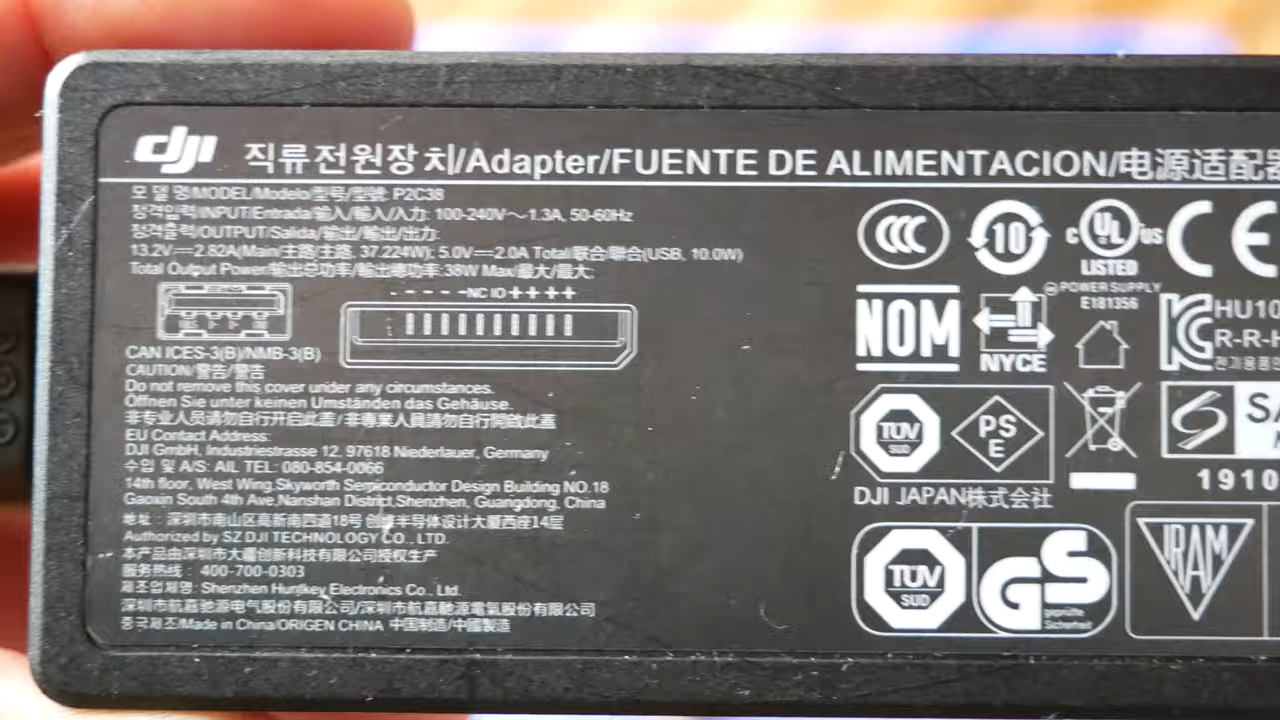 dji 직류전원장치/Adapter/FUENTE DE ALIMENTACION/电源适配器
모델명/MODEL/Modelo/型号/型號: P2C38
정격입력/INPUT/Entrada/输入/輸入/入力: 100-240V～1.3A, 50-60Hz
정격출력/OUTPUT/Salida/输出/輸出/出力:
13.2V⎓2.82A(Main/主路/主路, 37.224W); 5.0V⎓2.0A Total/联合/聯合(USB, 10.0W)
Total Output Power/输出总功率/輸出總功率:38W Max/最大/最大:
- - - - -NC IO++++
CAN ICES-3(B)/NMB-3(B)
CAUTION/警告/警告
Do not remove this cover under any circumstances.
Öffnen Sie unter keinen Umständen das Gehäuse.
非专业人员请勿自行开启此盖/非專業人員請勿自行開啟此蓋
EU Contact Address:
DJI GmbH, Industriestrasse 12, 97618 Niederlauer, Germany
수입 및 A/S: AIL TEL: 080-854-0066
14th floor, West Wing,Skyworth Semiconductor Design Building NO.18
Gaoxin South 4th Ave,Nanshan District,Shenzhen, Guangdong, China
地址：深圳市南山区高新南四道18号 创维半导体设计大厦西座14层
Authorized by SZ DJI TECHNOLOGY CO., LTD.
本产品由深圳市大疆创新科技有限公司授权生产
服务热线：400-700-0303
제조업체명: Shenzhen Huntkey Electronics Co., Ltd.
深圳市航嘉驰源电气股份有限公司/深圳市航嘉馳源電氣股份有限公司
중국제조/Made in China/ORIGEN CHINA 中国制造/中國製造
CCC 10 c UL us CE
LISTED
POWER SUPPLY
E181356
NOM NYCE KC HU10
R-R-H
TÜV SUD PS E SA
1910
DJI JAPAN株式会社
TÜV SUD GS geprüfte Sicherheit IRAM